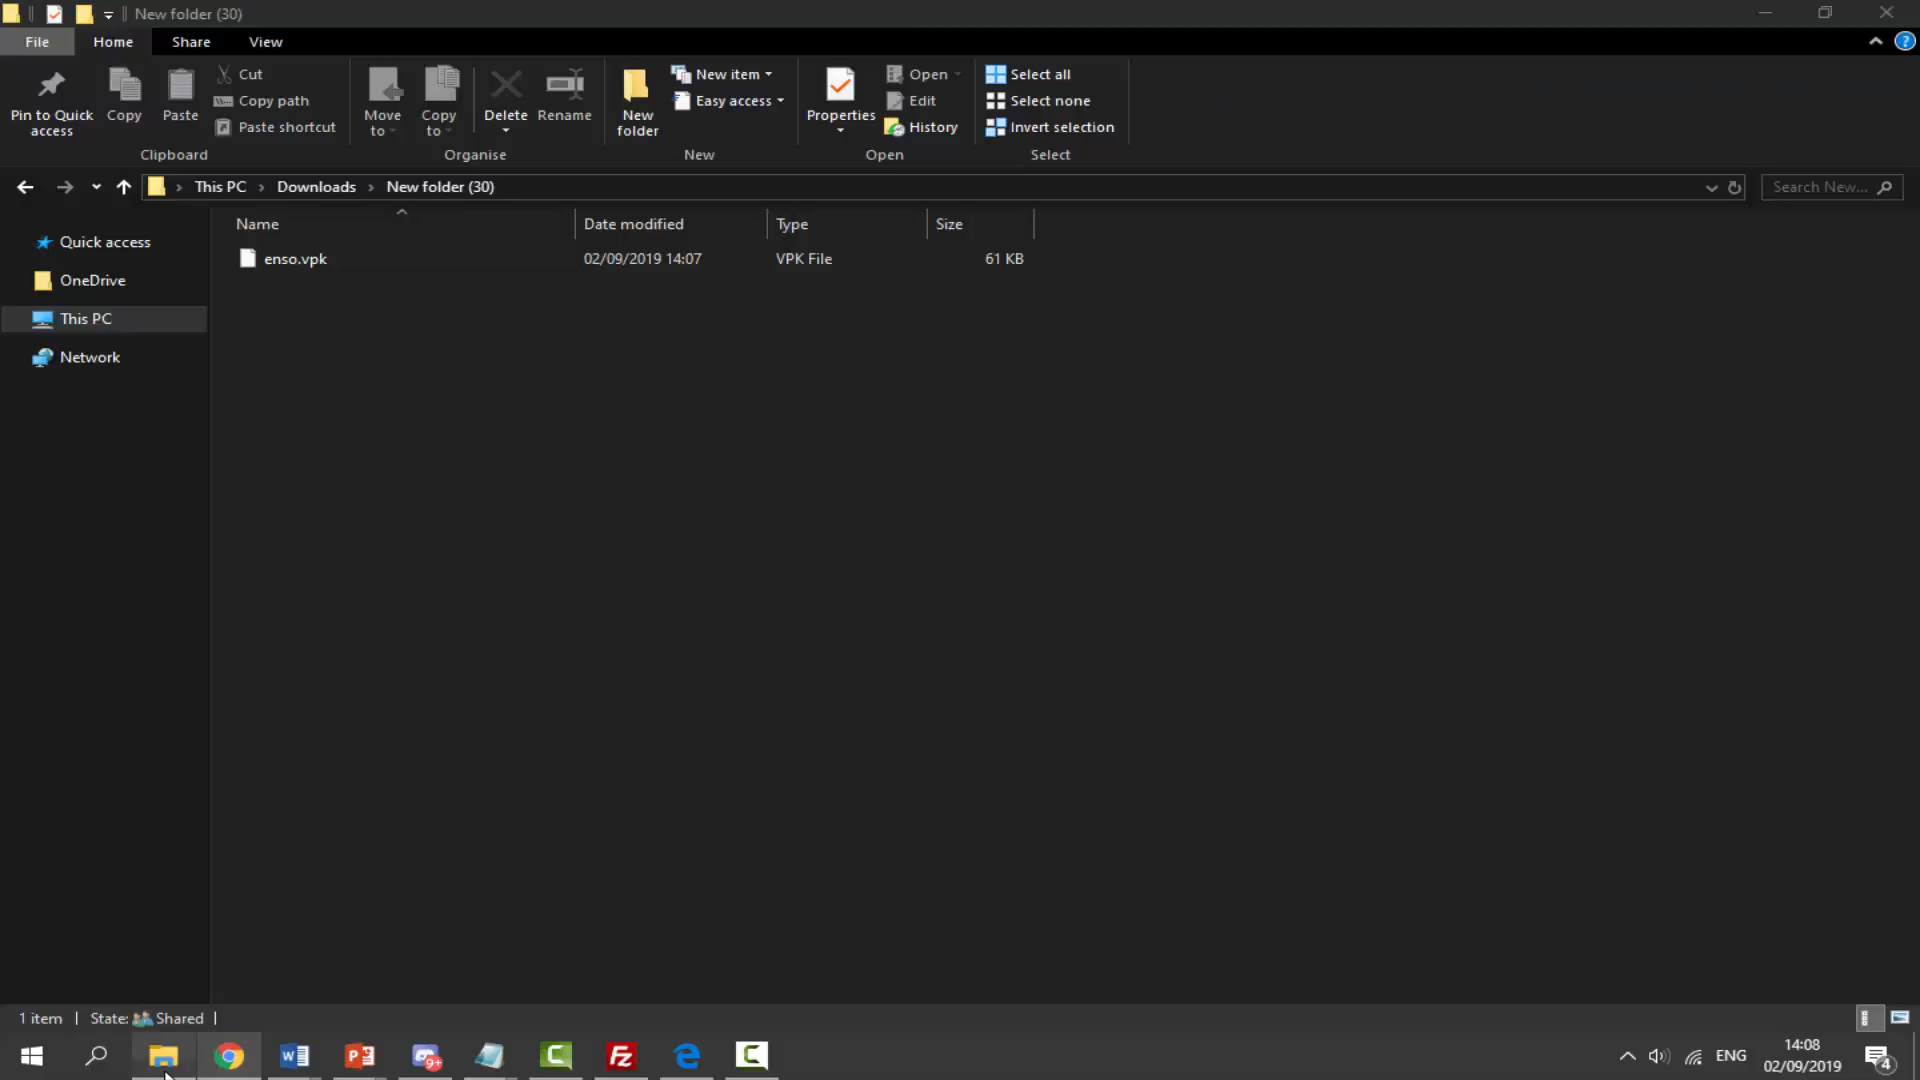 New folder (30)
File Home Share View
Pin to Quick access
Copy
Paste
Cut
Copy path
Paste shortcut
Clipboard
Move to
Copy to
Delete
Rename
Organise
New folder
New item
Easy access
New
Properties
Open
Edit
History
Open
Select all
Select none
Invert selection
Select
This PC Downloads New folder (30)
Search New...
Quick access
OneDrive
This PC
Network
Name Date modified Type Size
enso.vpk 02/09/2019 14:07 VPK File 61 KB
1 item State: Shared
9+
ENG
14:08
02/09/2019
4